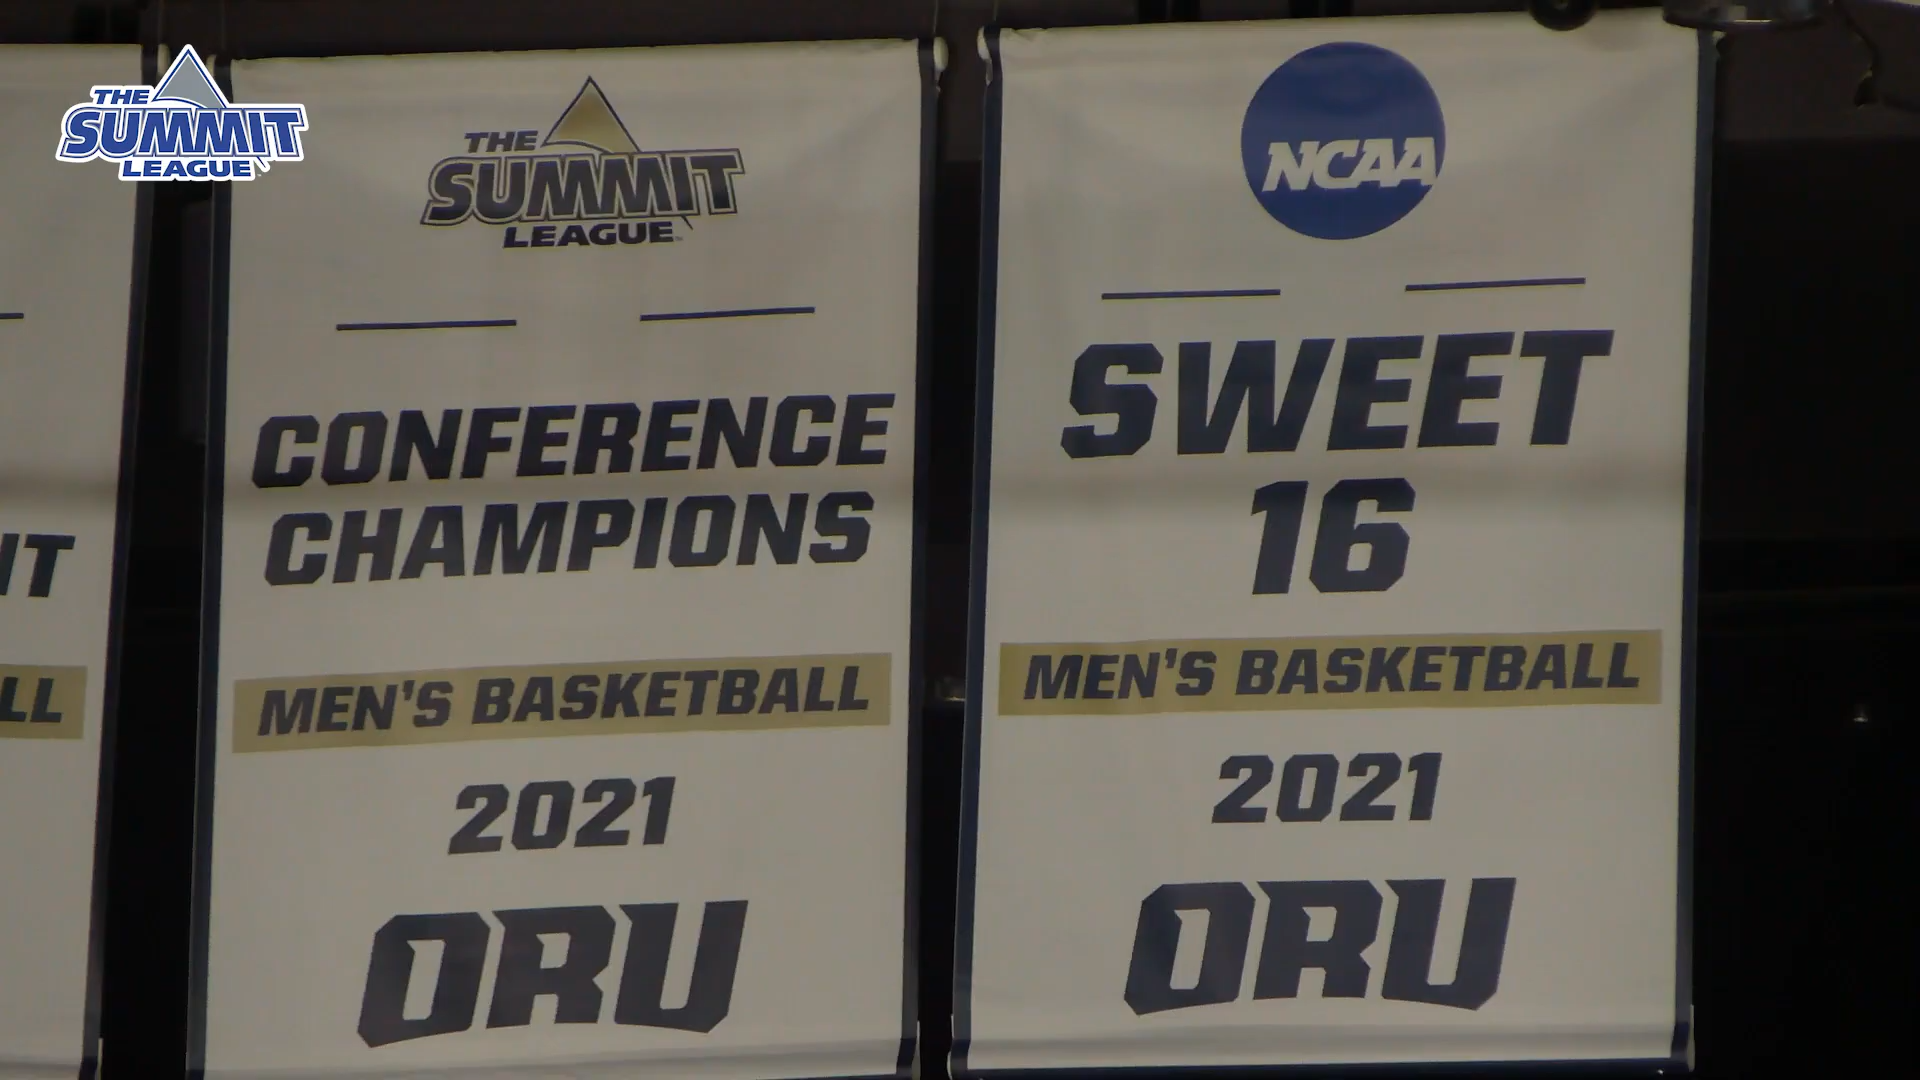 THE
SUMMIT
LEAGUE
THE
SUMMIT
LEAGUE
CONFERENCE
CHAMPIONS
MEN'S BASKETBALL
2021
ORU
NCAA
SWEET
16
MEN'S BASKETBALL
2021
ORU